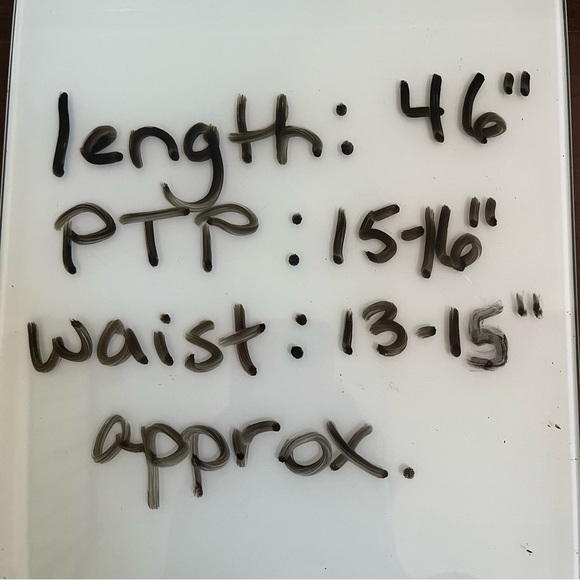 length: 46"
PTP: 15-16"
waist: 13-15"
approx.